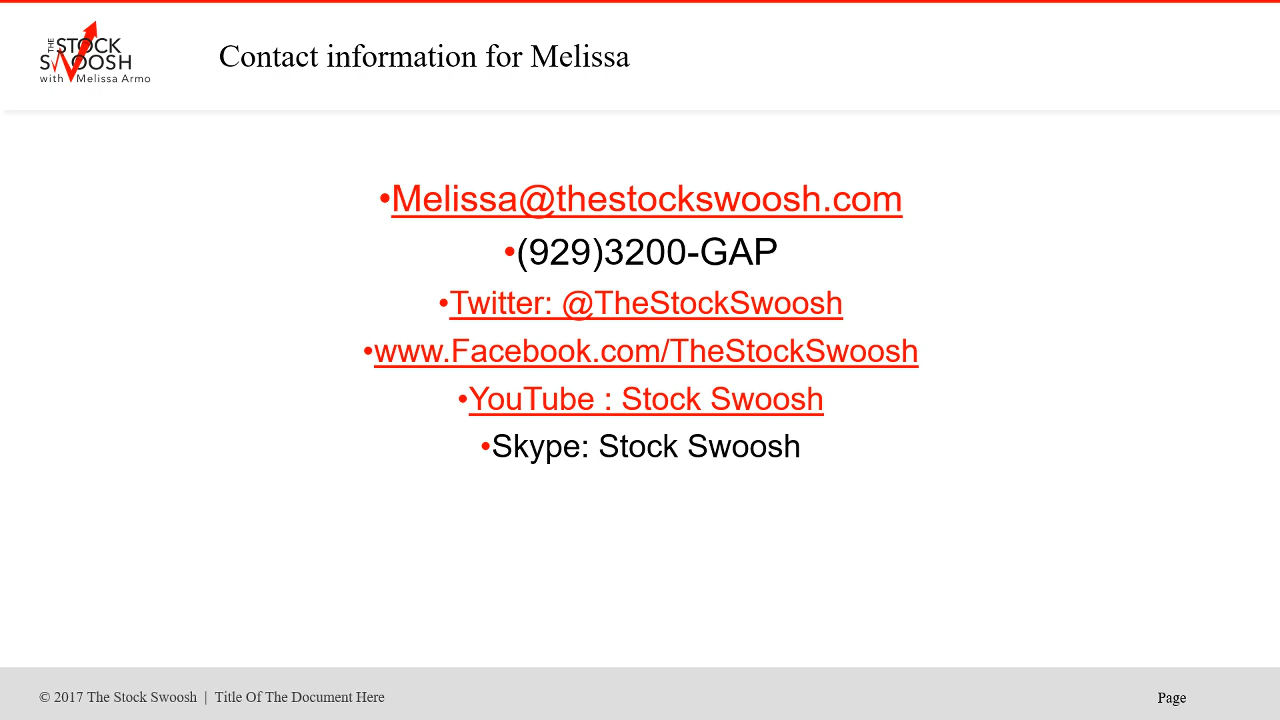 THE STOCK
SWOOSH
with Melissa Armo
Contact information for Melissa
•Melissa@thestockswoosh.com
•(929)3200-GAP
•Twitter: @TheStockSwoosh
•www.Facebook.com/TheStockSwoosh
•YouTube : Stock Swoosh
•Skype: Stock Swoosh
© 2017 The Stock Swoosh | Title Of The Document Here
Page